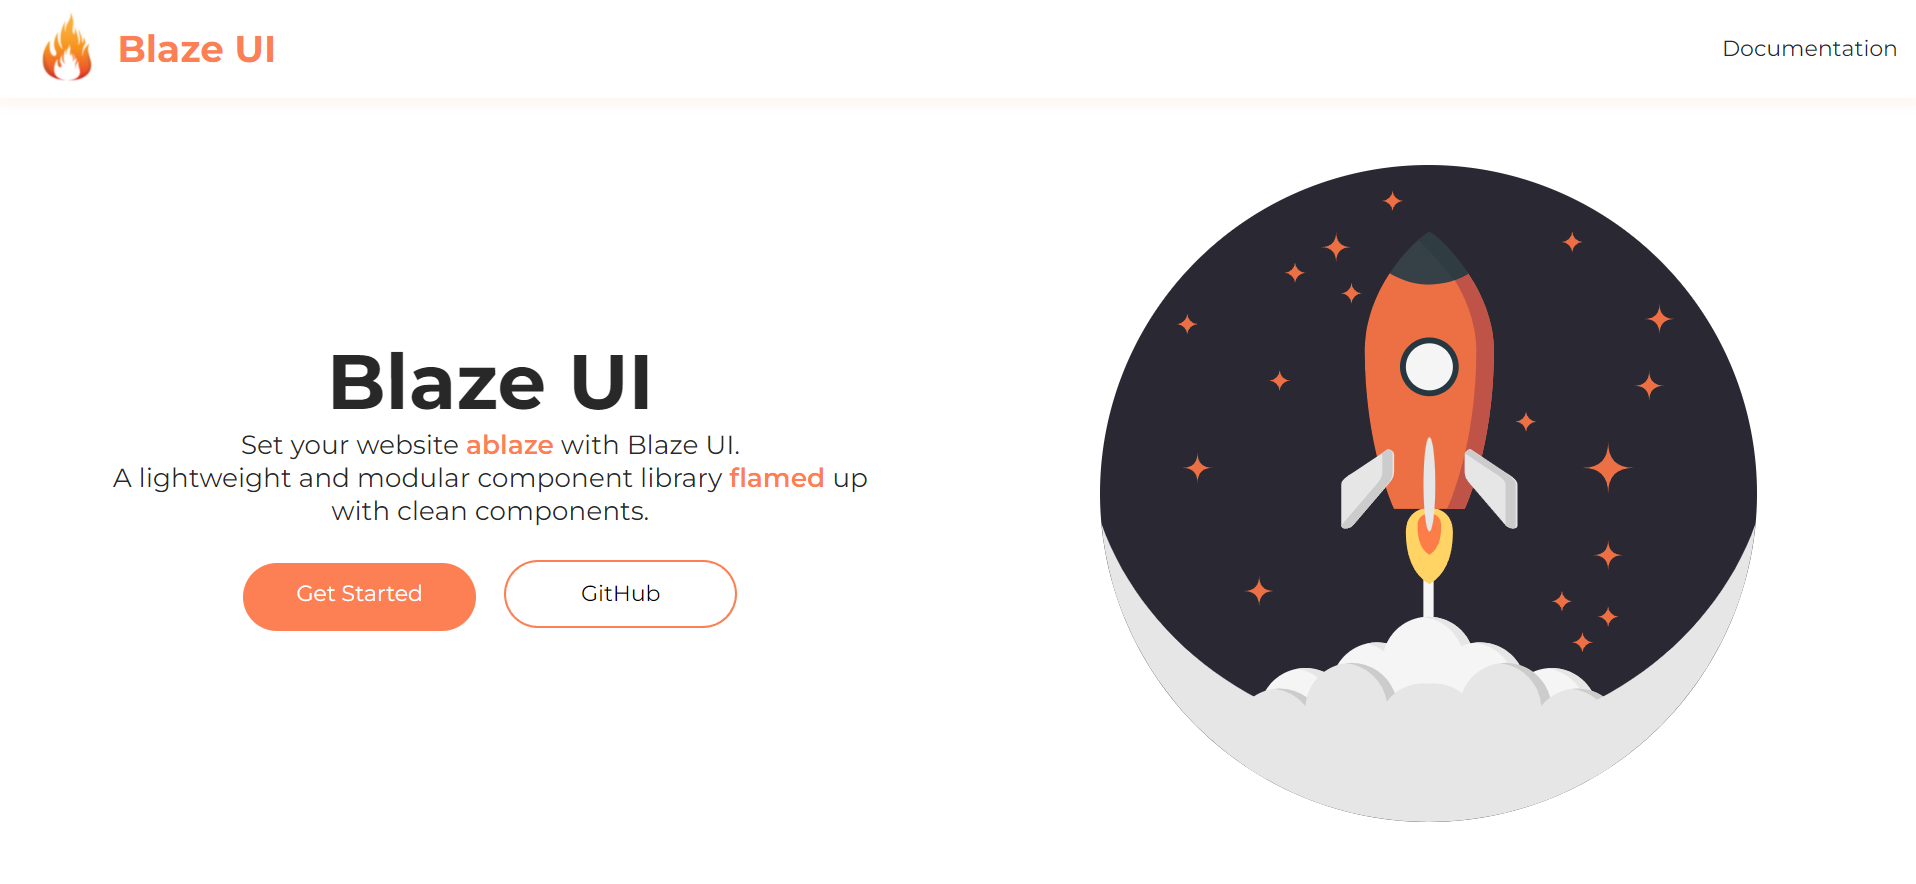 Blaze UI
Documentation
Blaze UI
Set your website ablaze with Blaze UI.
A lightweight and modular component library flamed up
with clean components.
Get Started
GitHub